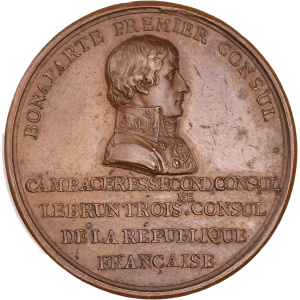 BONAPARTE PREMIER CONSUL
CAMBACERES SECOND CONSUL
LEBRUN TROIS.ME CONSUL
DE LA RÉPUBLIQUE
FRANÇAISE